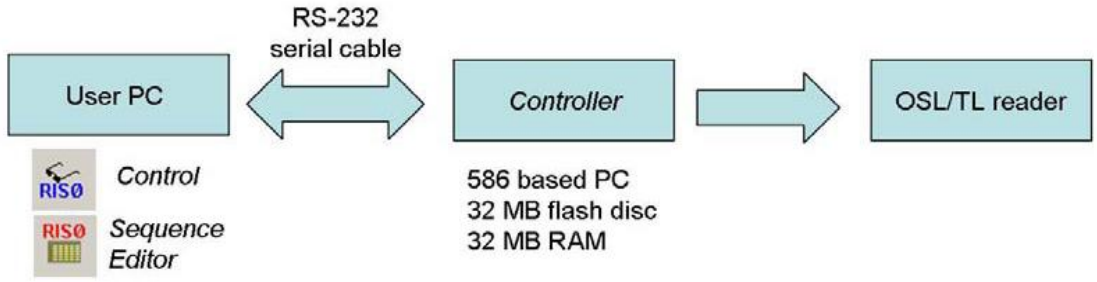 RS-232
serial cable
User PC
Controller
OSL/TL reader
RISØ
Control
RISØ
Sequence
Editor
586 based PC
32 MB flash disc
32 MB RAM